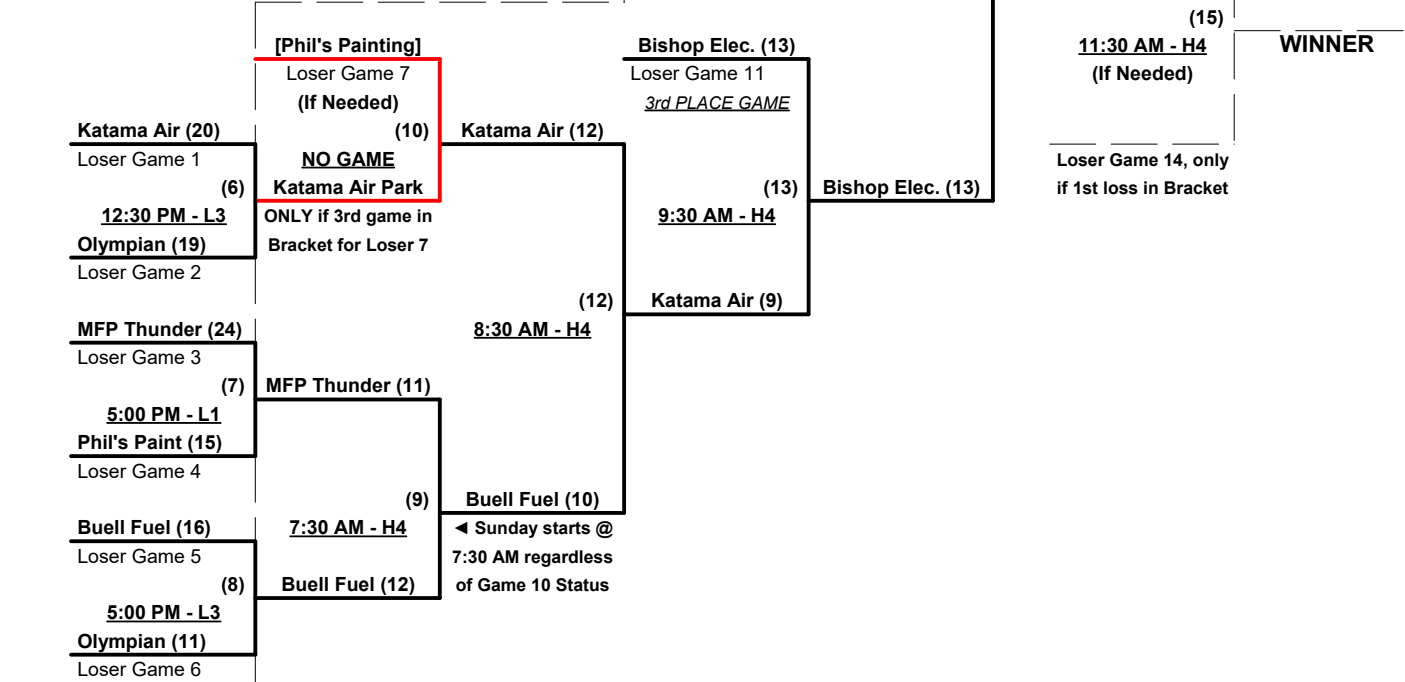 (15)
[Phil's Painting]
Bishop Elec. (13)
11:30 AM - H4
WINNER
Loser Game 7
Loser Game 11
(If Needed)
(If Needed)
3rd PLACE GAME
Katama Air (20)
(10)
Katama Air (12)
Loser Game 1
NO GAME
Loser Game 14, only
(6)
Katama Air Park
(13)
Bishop Elec. (13)
if 1st loss in Bracket
12:30 PM - L3
ONLY if 3rd game in
9:30 AM - H4
Olympian (19)
Bracket for Loser 7
Loser Game 2
(12)
Katama Air (9)
MFP Thunder (24)
8:30 AM - H4
Loser Game 3
(7)
MFP Thunder (11)
5:00 PM - L1
Phil's Paint (15)
Loser Game 4
(9)
Buell Fuel (10)
Buell Fuel (16)
7:30 AM - H4
◄ Sunday starts @
Loser Game 5
7:30 AM regardless
(8)
Buell Fuel (12)
of Game 10 Status
5:00 PM - L3
Olympian (11)
Loser Game 6